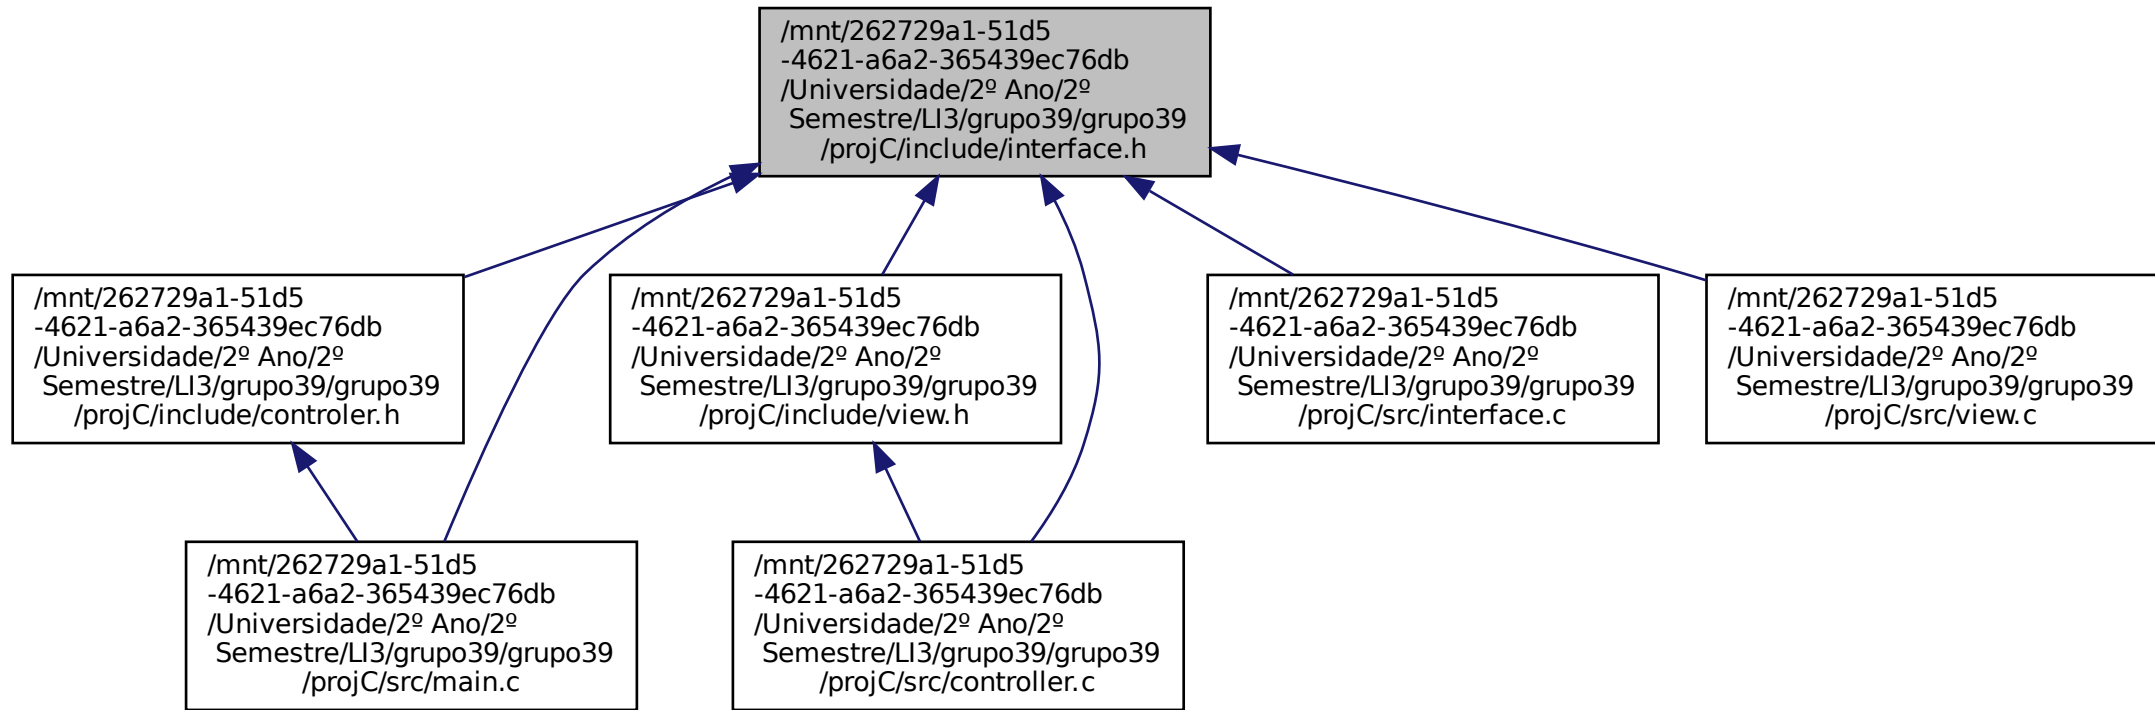 /mnt/262729a1-51d5
-4621-a6a2-365439ec76db
/Universidade/2º Ano/2º
Semestre/LI3/grupo39/grupo39
/projC/include/interface.h
/mnt/262729a1-51d5
-4621-a6a2-365439ec76db
/Universidade/2º Ano/2º
Semestre/LI3/grupo39/grupo39
/projC/include/controler.h
/mnt/262729a1-51d5
-4621-a6a2-365439ec76db
/Universidade/2º Ano/2º
Semestre/LI3/grupo39/grupo39
/projC/include/view.h
/mnt/262729a1-51d5
-4621-a6a2-365439ec76db
/Universidade/2º Ano/2º
Semestre/LI3/grupo39/grupo39
/projC/src/interface.c
/mnt/262729a1-51d5
-4621-a6a2-365439ec76db
/Universidade/2º Ano/2º
Semestre/LI3/grupo39/grupo39
/projC/src/view.c
/mnt/262729a1-51d5
-4621-a6a2-365439ec76db
/Universidade/2º Ano/2º
Semestre/LI3/grupo39/grupo39
/projC/src/main.c
/mnt/262729a1-51d5
-4621-a6a2-365439ec76db
/Universidade/2º Ano/2º
Semestre/LI3/grupo39/grupo39
/projC/src/controller.c